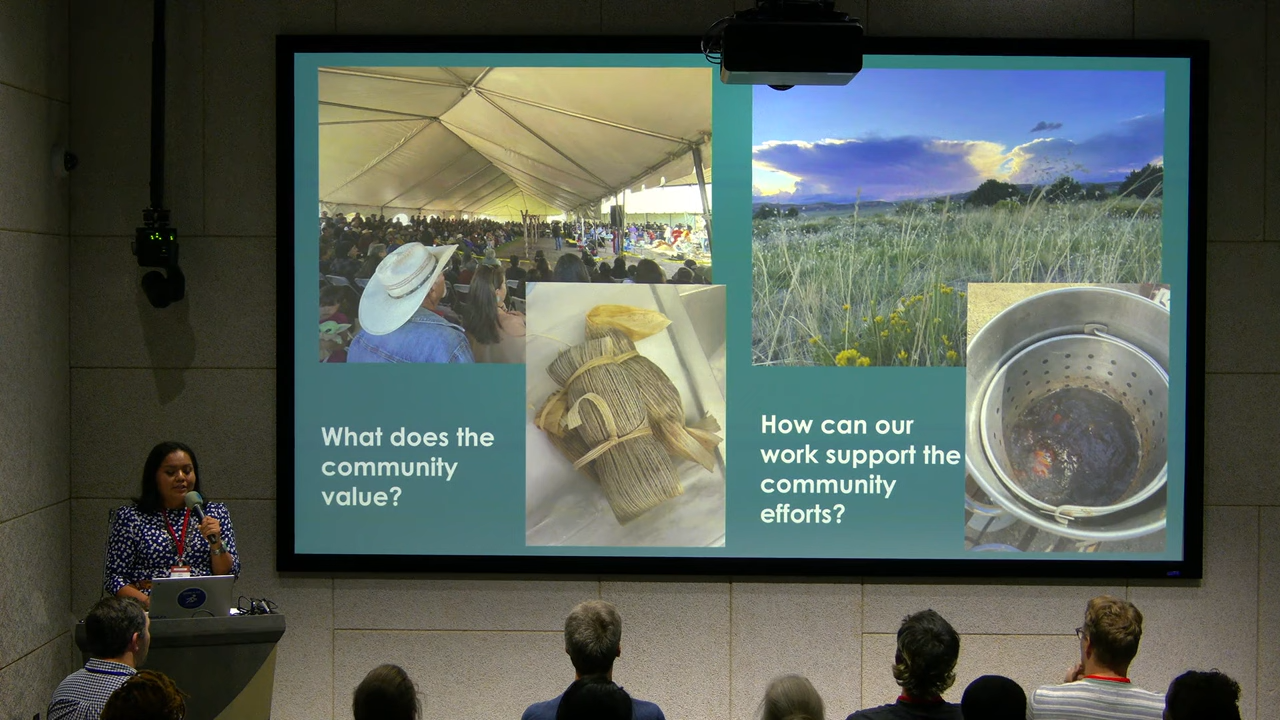 What does the
community
value?
How can our
work support the
community
efforts?